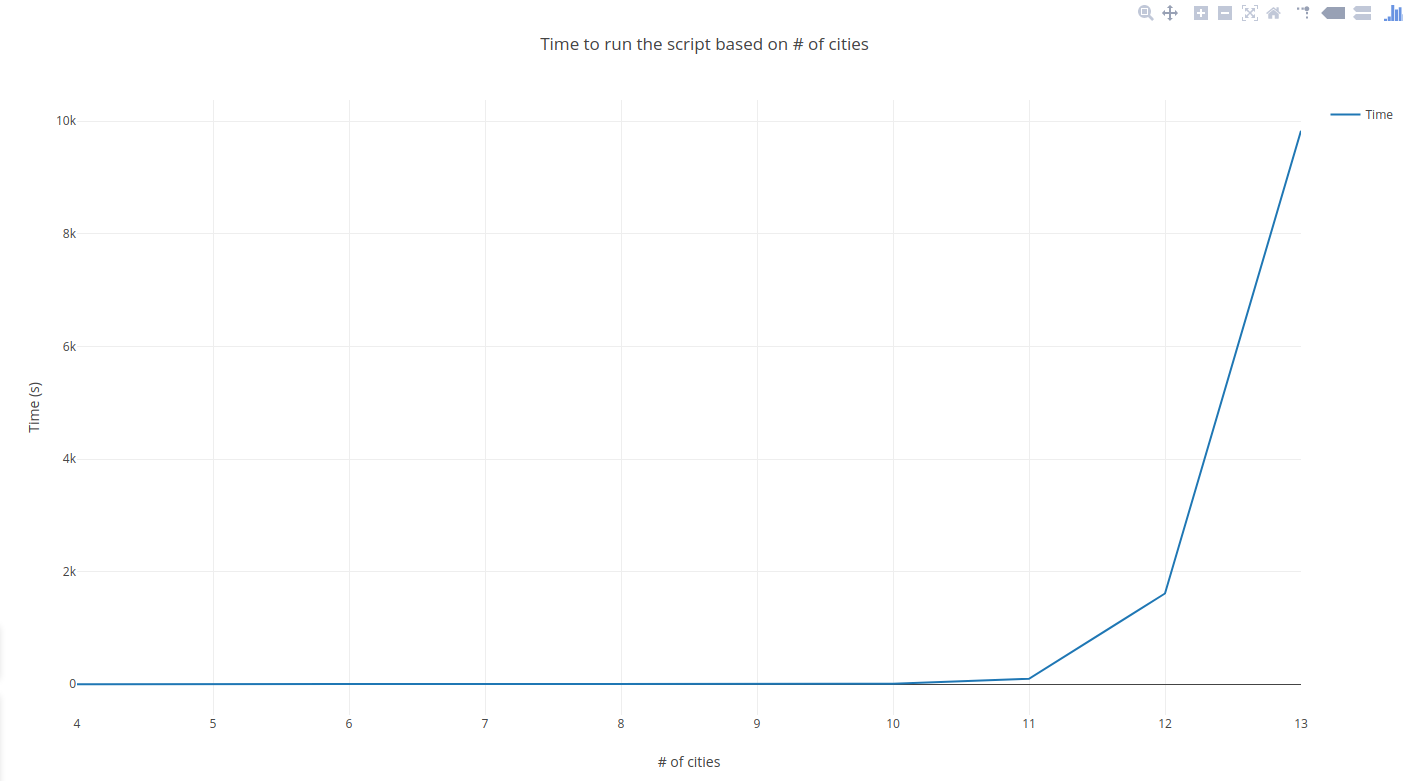 Time to run the script based on # of cities
10k
Time
8k
6k
Time (s)
4k
2k
0
4 5 6 7 8 9 10 11 12 13
# of cities